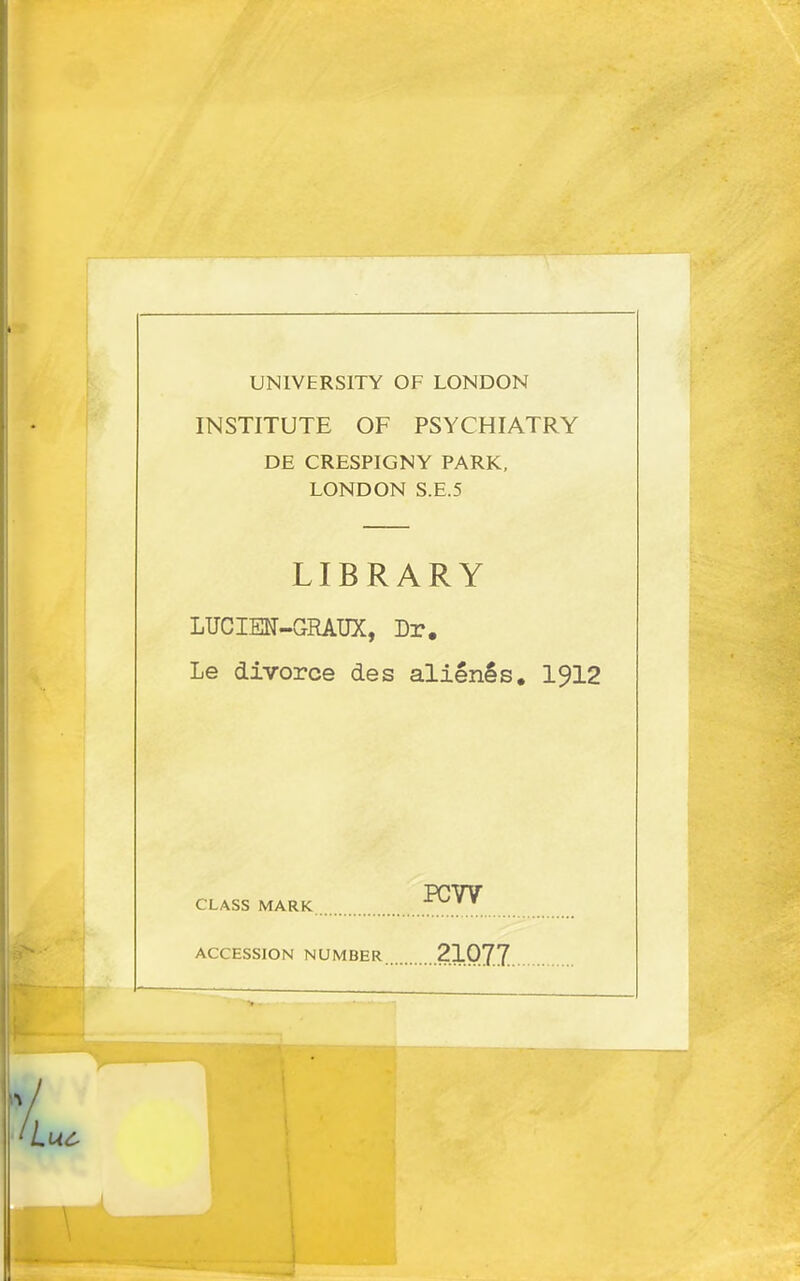 UNIVERSITY OF LONDON
INSTITUTE OF PSYCHIATRY
DE CRESPIGNY PARK,
LONDON S.E.5
LIBRARY
LUCIEN-GRAUX, Dr.
Le divorce des aliénés. 1912
CLASS MARK PCVV
ACCESSION NUMBER 21077
Luc